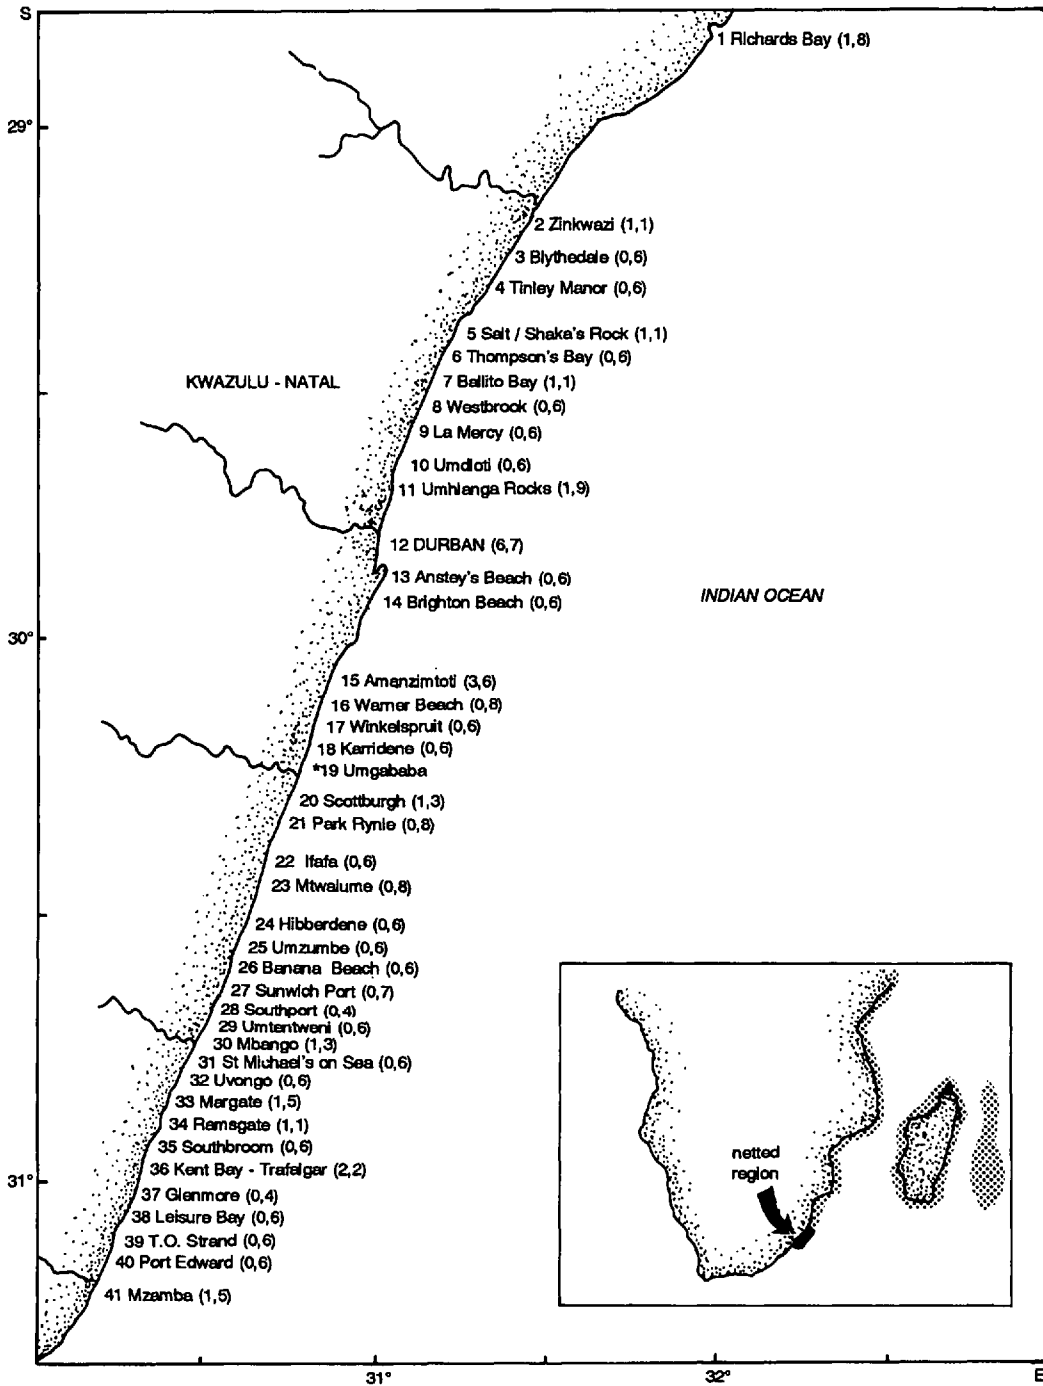 S
1 Richards Bay (1,8)
29°
2 Zinkwazi (1,1)
3 Blythedale (0,6)
4 Tinley Manor (0,6)
5 Salt / Shaka's Rock (1,1)
6 Thompson's Bay (0,6)
KWAZULU - NATAL
7 Ballito Bay (1,1)
8 Westbrook (0,6)
9 La Mercy (0,6)
10 Umdloti (0,6)
11 Umhlanga Rocks (1,9)
12 DURBAN (6,7)
13 Anstey's Beach (0,6)
14 Brighton Beach (0,6)
INDIAN OCEAN
30°
15 Amanzimtoti (3,6)
16 Warner Beach (0,8)
17 Winkelspruit (0,6)
18 Karridene (0,6)
*19 Umgababa
20 Scottburgh (1,3)
21 Park Rynie (0,8)
22 Ifafa (0,6)
23 Mtwalume (0,8)
24 Hibberdene (0,6)
25 Umzumbe (0,6)
26 Banana Beach (0,6)
27 Sunwich Port (0,7)
28 Southport (0,4)
29 Umtentweni (0,6)
30 Mbango (1,3)
31 St Michael's on Sea (0,6)
32 Uvongo (0,6)
33 Margate (1,5)
34 Ramsgate (1,1)
35 Southbroom (0,6)
36 Kent Bay - Trafalgar (2,2)
31°
37 Glenmore (0,4)
38 Leisure Bay (0,6)
39 T.O. Strand (0,6)
40 Port Edward (0,6)
41 Mzamba (1,5)
netted
region
31°
32°
E